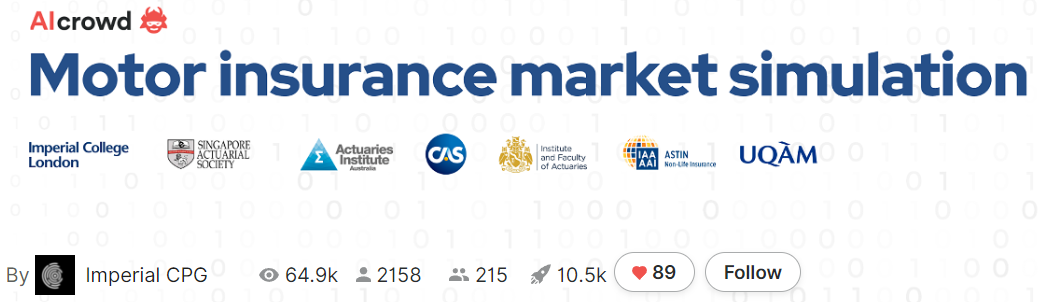 AIcrowd
Motor insurance market simulation
Imperial College
London
SINGAPORE
ACTUARIAL
SOCIETY
Σ
Actuaries
Institute
Australia
CAS
Institute
and Faculty
of Actuaries
IAA
AAI
ASTIN
Non-Life Insurance
UQÀM
By Imperial CPG 64.9k 2158 215 10.5k 89 Follow